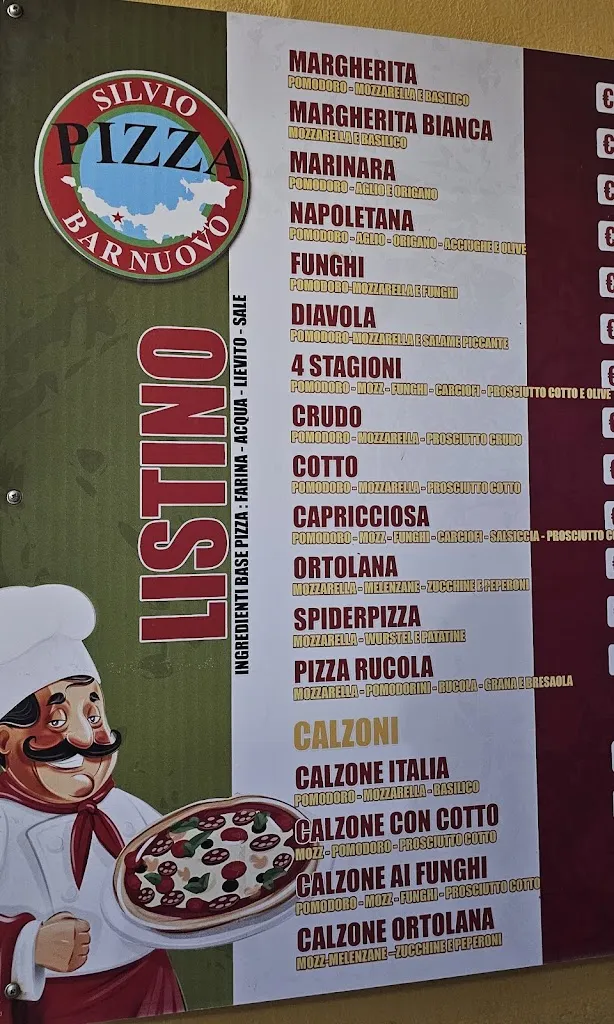 SILVIO
PIZZA
BAR NUOVO
LISTINO
INGREDIENTI BASE PIZZA : FARINA - ACQUA - LIEVITO - SALE
MARGHERITA
POMODORO - MOZZARELLA E BASILICO
MARGHERITA BIANCA
MOZZARELLA E BASILICO
MARINARA
POMODORO - AGLIO E ORIGANO
NAPOLETANA
POMODORO - AGLIO - ORIGANO - ACCIUGHE E OLIVE
FUNGHI
POMODORO-MOZZARELLA E FUNGHI
DIAVOLA
POMODORO-MOZZARELLA E SALAME PICCANTE
4 STAGIONI
POMODORO - MOZZ - FUNGHI - CARCIOFI - PROSCIUTTO COTTO E OLIVE
CRUDO
POMODORO - MOZZARELLA - PROSCIUTTO CRUDO
COTTO
POMODORO - MOZZARELLA - PROSCIUTTO COTTO
CAPRICCIOSA
POMODORO - MOZZ - FUNGHI - CARCIOFI - SALSICCIA - PROSCIUTTO
ORTOLANA
MOZZARELLA - MELENZANE - ZUCCHINE E PEPERONI
SPIDERPIZZA
MOZZARELLA - WURSTEL E PATATINE
PIZZA RUCOLA
MOZZARELLA - POMODORINI - RUCOLA - GRANA E BRESAOLA
CALZONI
CALZONE ITALIA
POMODORO - MOZZARELLA - BASILICO
CALZONE CON COTTO
MOZZ - POMODORO - PROSCIUTTO COTTO
CALZONE AI FUNGHI
POMODORO - MOZZ - FUNGHI - PROSCIUTTO COTTO
CALZONE ORTOLANA
MOZZ-MELENZANE -ZUCCHINE E PEPERONI
€
€
€
€
€
€
€